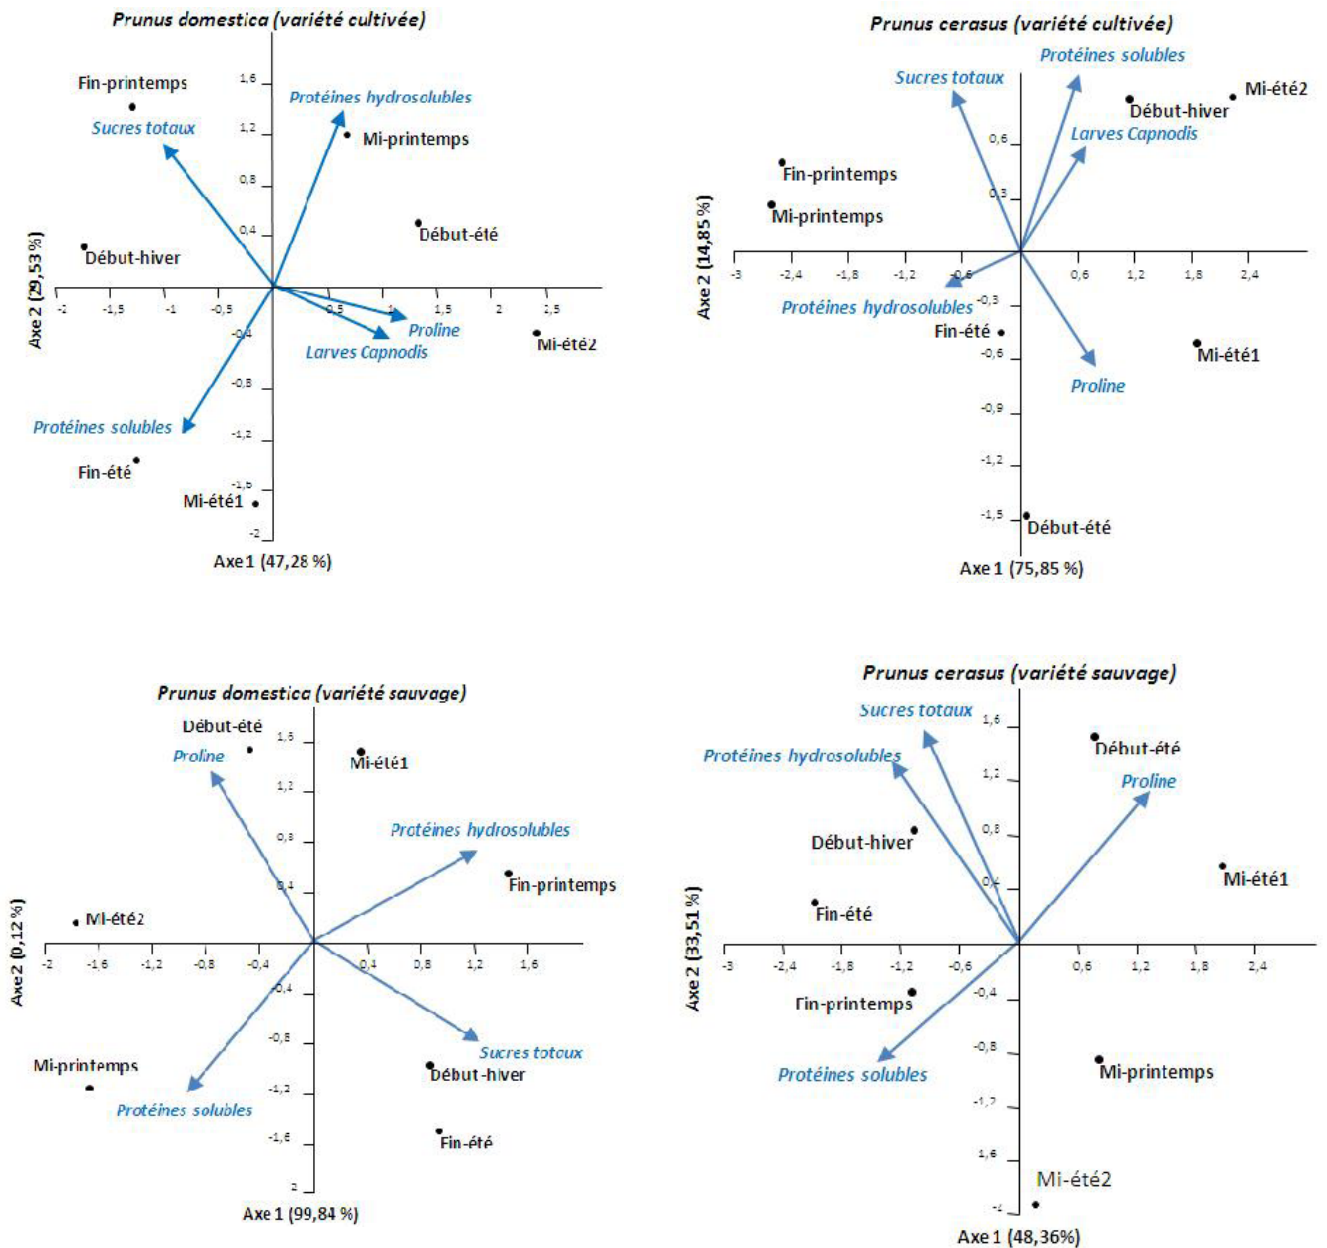 Prunus domestica (variété cultivée)
1,6
Fin-printemps
Protéines hydrosolubles
Sucres totaux
1,2
Mi-printemps
0,8
0,4
Début-été
Début-hiver
Axe 2 (29,53 %)
-2
-1,5
-1
-0,5
0,5
1
1,5
2
2,5
-0,4
Proline
Larves Capnodis
Mi-été2
-0,8
Protéines solubles
-1,2
Fin-été
Mi-été1
-1,6
-2
Axe 1 (47,28 %)
Prunus cerasus (variété cultivée)
Protéines solubles
Sucres totaux
Mi-été2
Début-hiver
Larves Capnodis
0,6
Fin-printemps
0,3
Mi-printemps
Axe 2 (14,85 %)
-3
-2,4
-1,8
-1,2
-0,6
0,6
1,2
1,8
2,4
-0,3
Protéines hydrosolubles
Fin-été
-0,6
Mi-été1
Proline
-0,9
-1,2
-1,5
Début-été
Axe 1 (75,85 %)
Prunus domestica (variété sauvage)
Début-été
1,6
Proline
Mi-été1
1,2
Protéines hydrosolubles
0,8
0,4
Fin-printemps
Mi-été2
Axe 2 (0,12 %)
-2
-1,6
-1,2
-0,8
-0,4
0,4
0,8
1,2
1,6
-0,4
-0,8
Sucres totaux
Mi-printemps
Début-hiver
-1,2
Protéines solubles
-1,6
Fin-été
2
Axe 1 (99,84 %)
Prunus cerasus (variété sauvage)
Sucres totaux
1,6
Début-été
Protéines hydrosolubles
1,2
Proline
Début-hiver
0,8
0,4
Mi-été1
Fin-été
Axe 2 (33,51 %)
-3
-2,4
-1,8
-1,2
-0,6
0,6
1,2
1,8
2,4
-0,4
Fin-printemps
-0,8
Protéines solubles
Mi-printemps
-1,2
1,6
Mi-été2
-2
Axe 1 (48,36%)